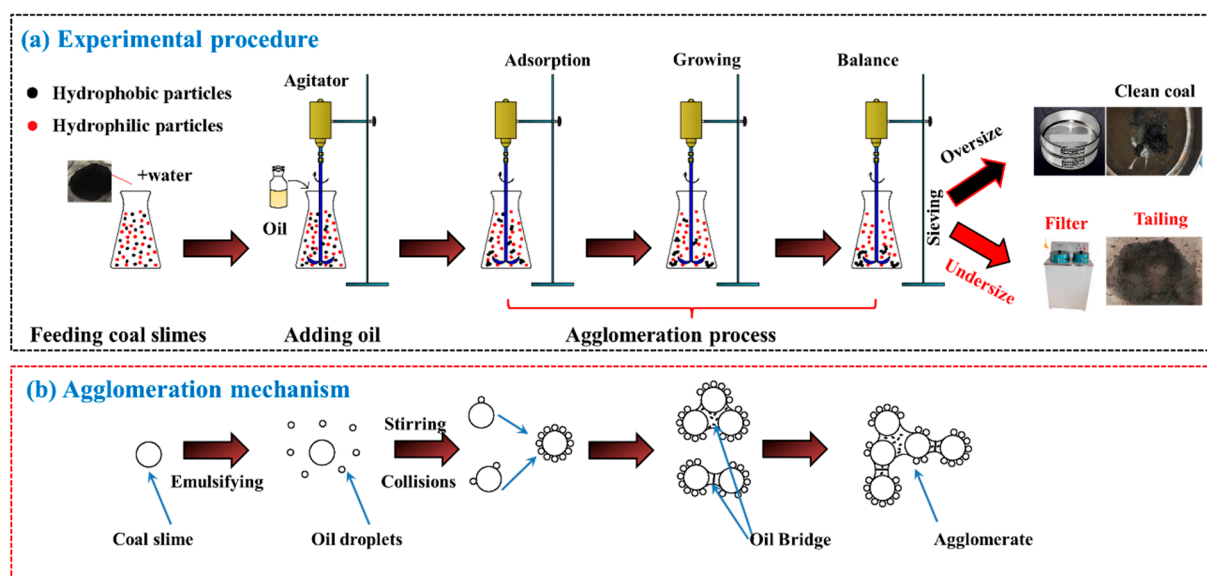 (a) Experimental procedure
Hydrophobic particles
Hydrophilic particles
+water
Agitator
Oil
Adsorption
Growing
Balance
Sieving
Oversize
Undersize
Clean coal
Filter
Tailing
Feeding coal slimes
Adding oil
Agglomeration process
(b) Agglomeration mechanism
Emulsifying
Stirring
Collisions
Coal slime
Oil droplets
Oil Bridge
Agglomerate